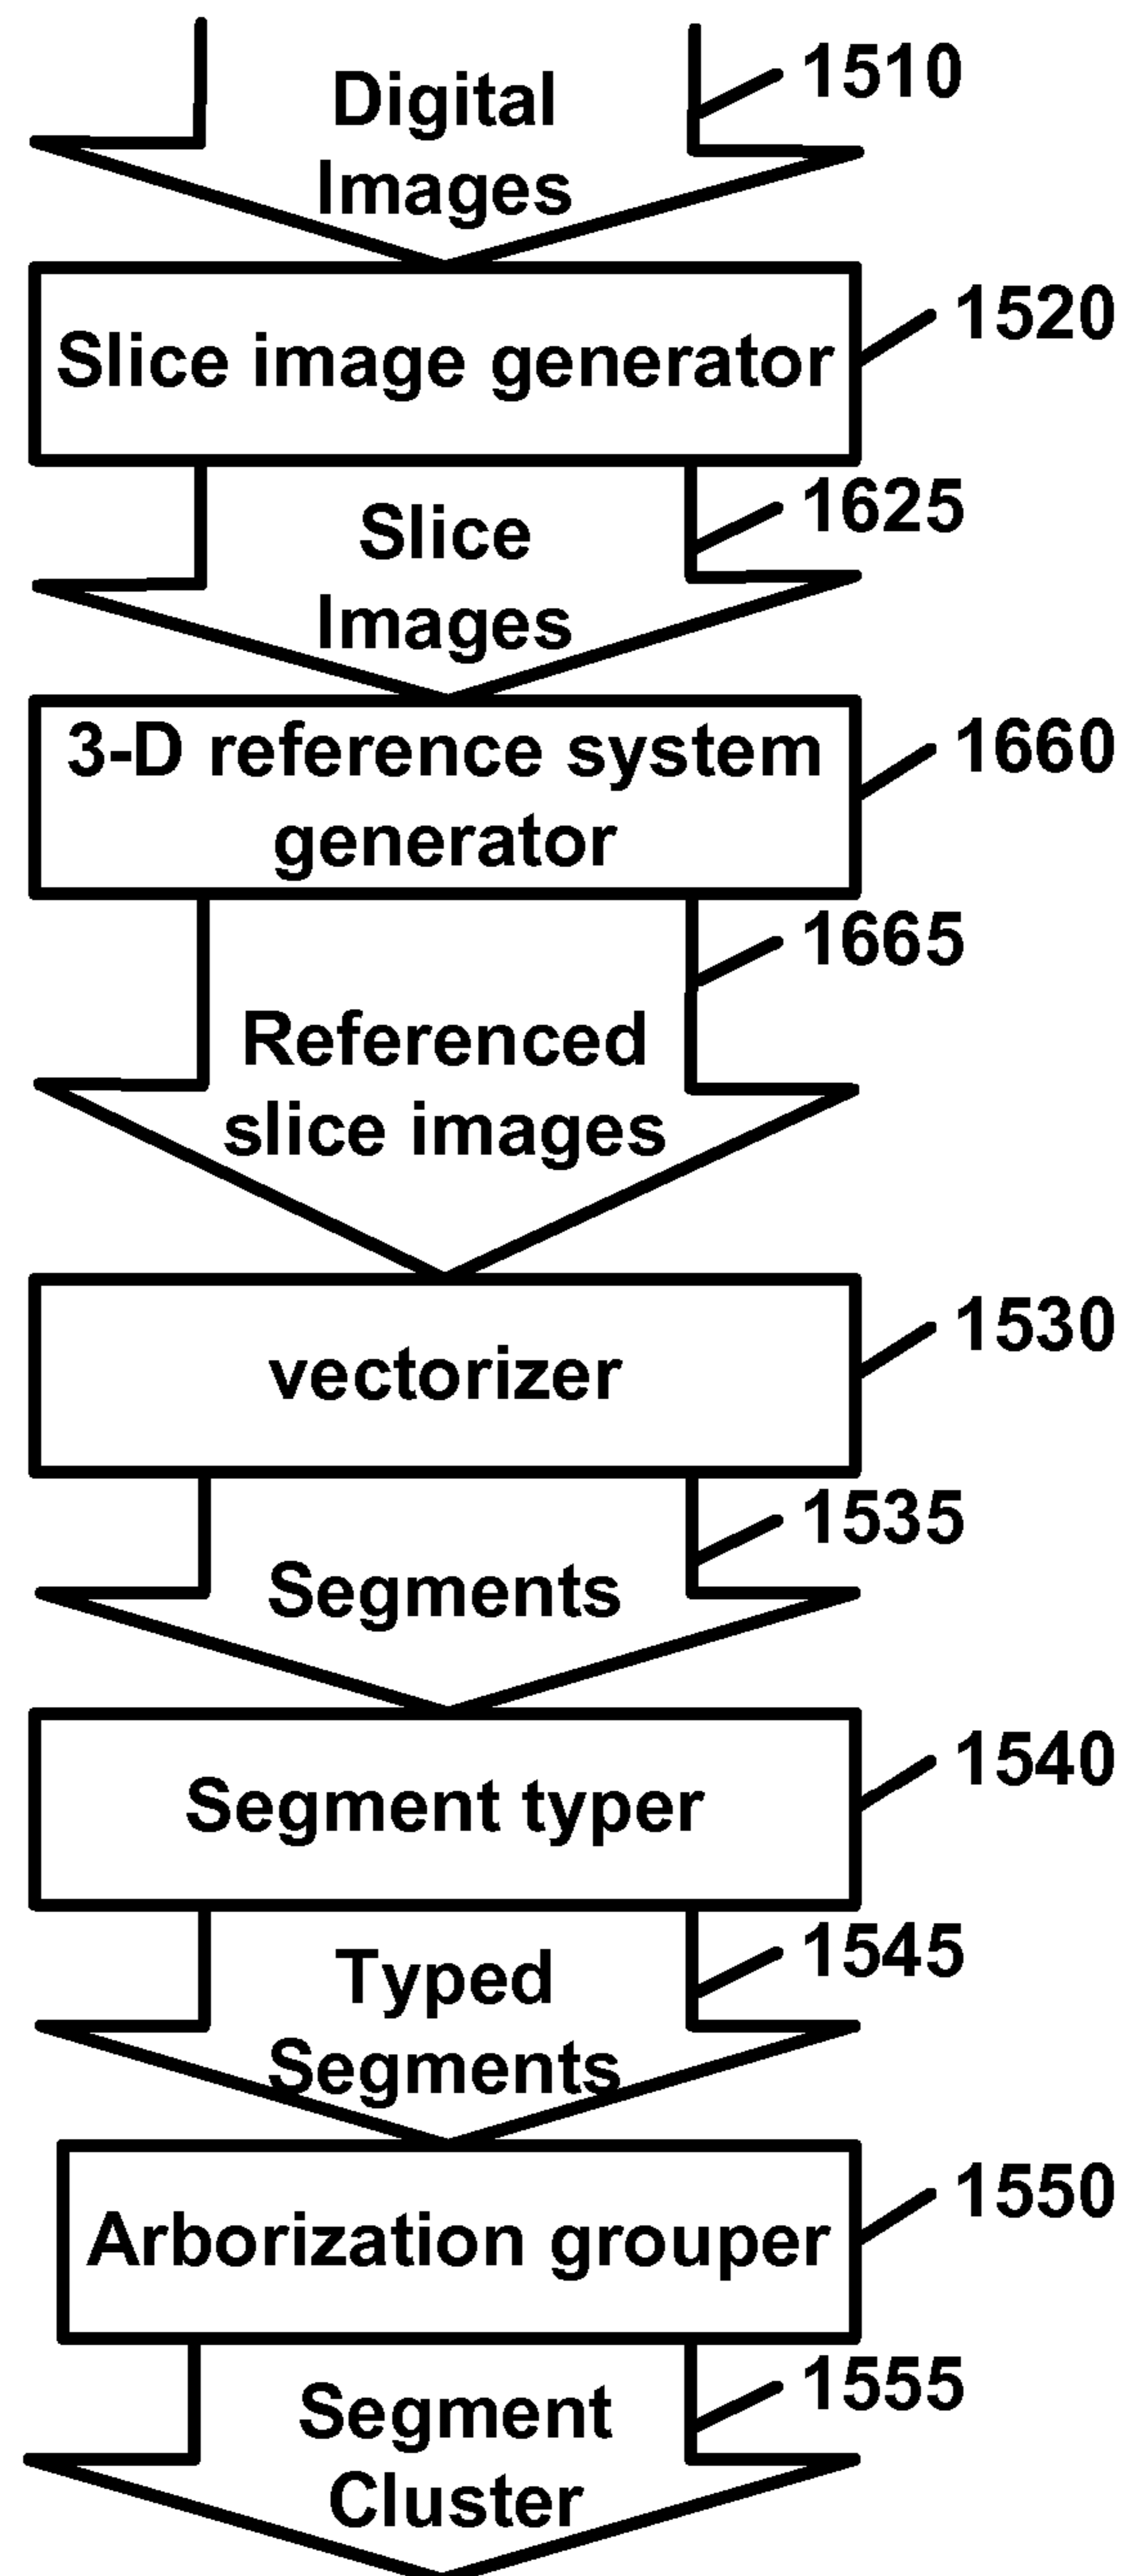 Digital
Images
1510
Slice image generator
1520
Slice
Images
1625
3-D reference system
generator
1660
Referenced
slice images
1665
vectorizer
1530
Segments
1535
Segment typer
1540
Typed
Segments
1545
Arborization grouper
1550
Segment
Cluster
1555